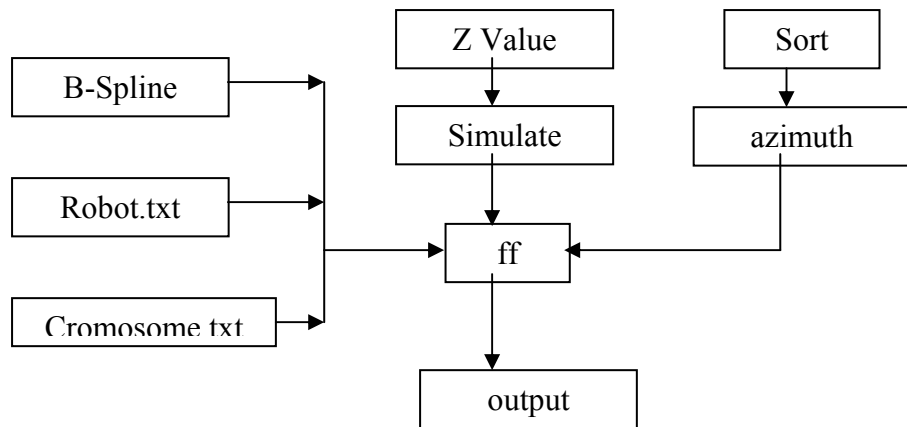 Z Value
Sort
B-Spline
Simulate
azimuth
Robot.txt
ff
Cromosome.txt
output